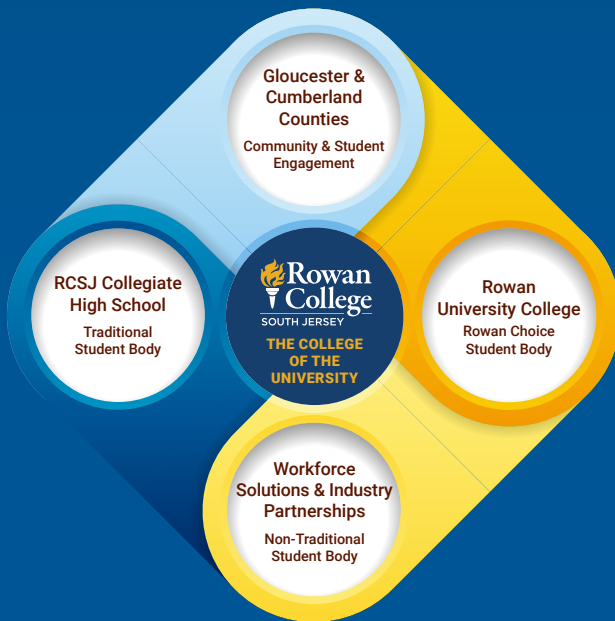 Gloucester &
Cumberland
Counties
Community & Student
Engagement
RCSJ Collegiate
High School
Traditional
Student Body
Rowan
College
SOUTH JERSEY
THE COLLEGE
OF THE
UNIVERSITY
Rowan
University College
Rowan Choice
Student Body
Workforce
Solutions & Industry
Partnerships
Non-Traditional
Student Body